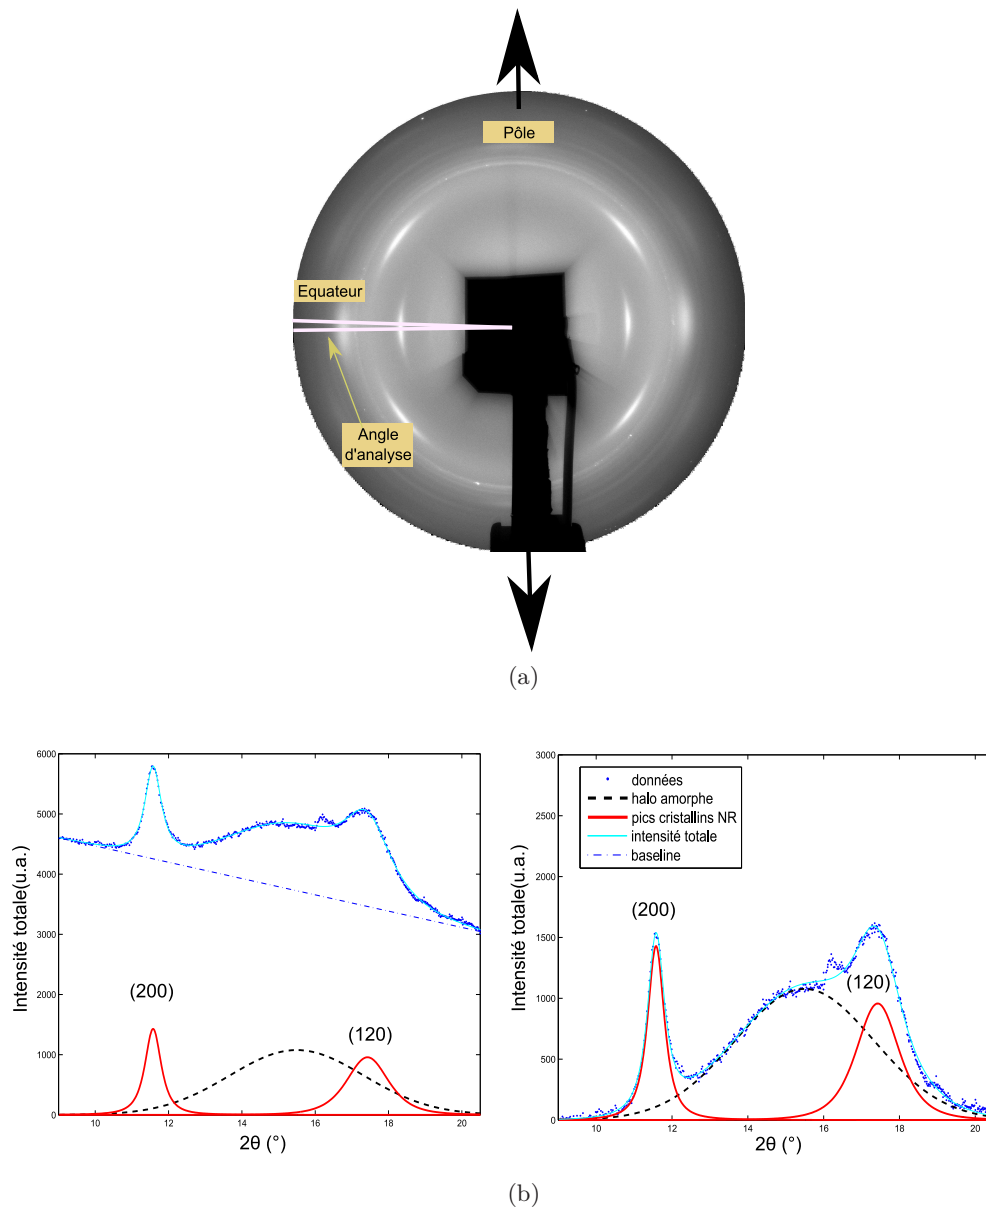 Pôle
Equateur
Angle
d'analyse
(a)
6000
5000
4000
3000
2000
1000
0
10
12
14
16
18
20
Intensité totale(u.a.)
2θ (°)
(200)
(120)
3000
2500
2000
1500
1000
500
0
10
12
14
16
18
20
Intensité totale(u.a.)
2θ (°)
données
halo amorphe
pics cristallins NR
intensité totale
baseline
(200)
(120)
(b)